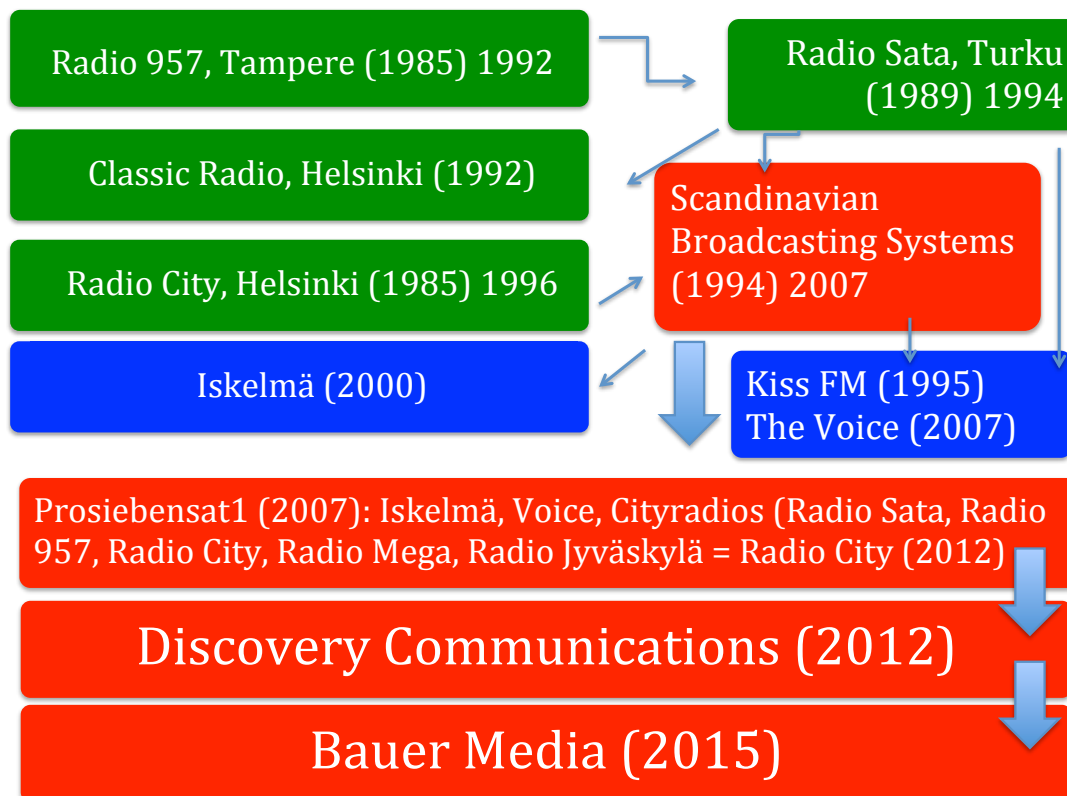 Radio 957, Tampere (1985) 1992
Radio Sata, Turku
(1989) 1994
Classic Radio, Helsinki (1992)
Scandinavian
Broadcasting Systems
(1994) 2007
Radio City, Helsinki (1985) 1996
Iskelmä (2000)
Kiss FM (1995)
The Voice (2007)
Prosiebensat1 (2007): Iskelmä, Voice, Cityradios (Radio Sata, Radio
957, Radio City, Radio Mega, Radio Jyväskylä = Radio City (2012)
Discovery Communications (2012)
Bauer Media (2015)